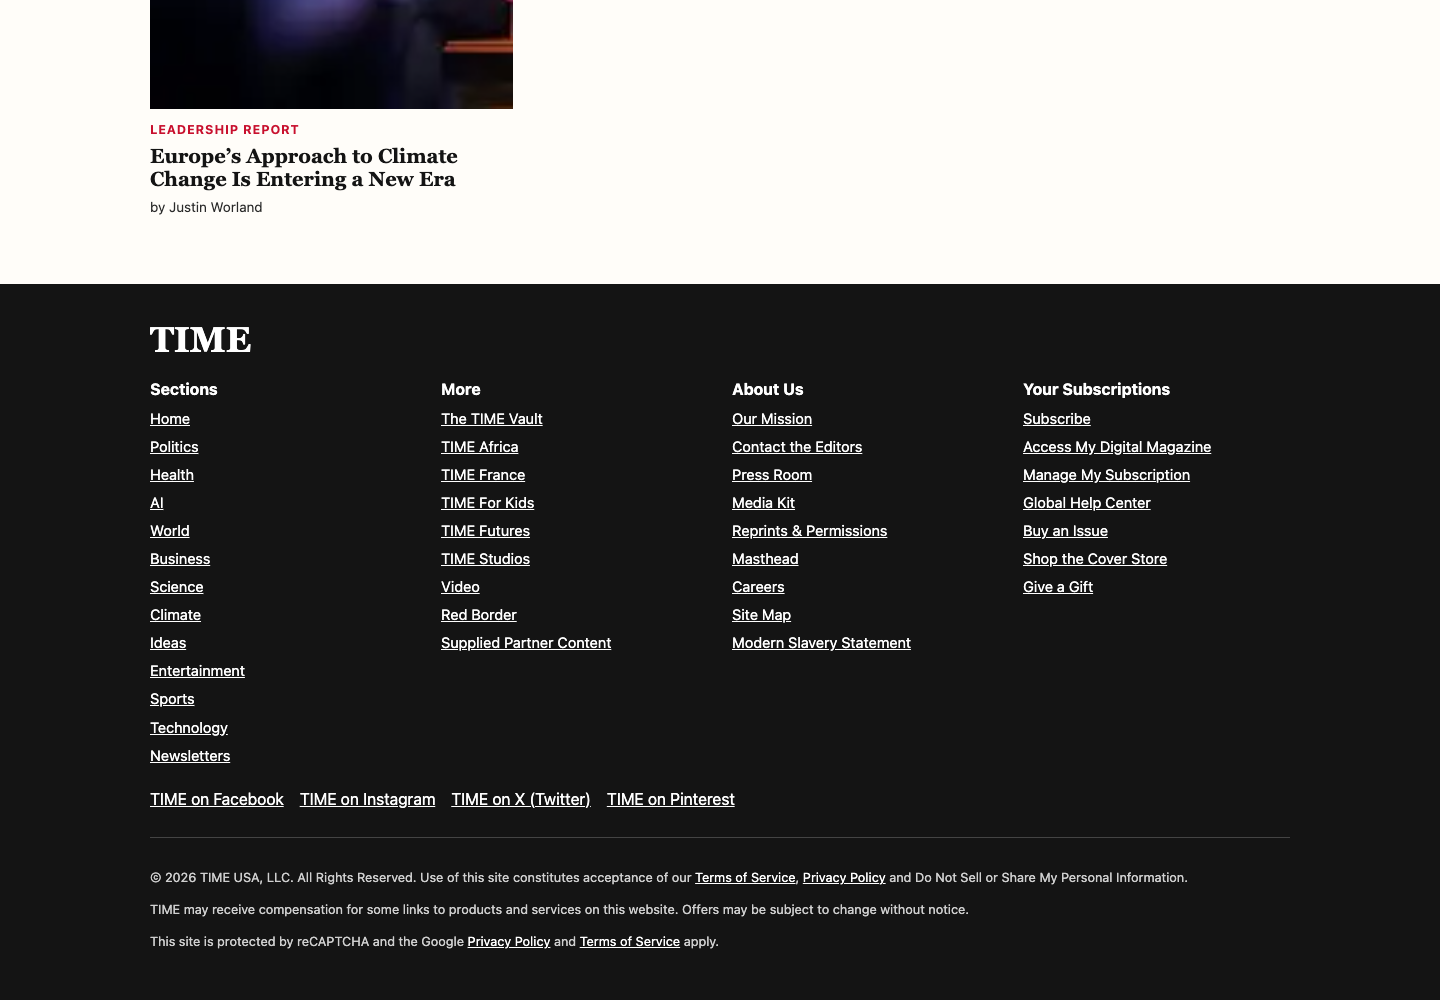 LEADERSHIP REPORT
Europe’s Approach to Climate
Change Is Entering a New Era
by Justin Worland
TIME
Sections
Home
Politics
Health
AI
World
Business
Science
Climate
Ideas
Entertainment
Sports
Technology
Newsletters
More
The TIME Vault
TIME Africa
TIME France
TIME For Kids
TIME Futures
TIME Studios
Video
Red Border
Supplied Partner Content
About Us
Our Mission
Contact the Editors
Press Room
Media Kit
Reprints & Permissions
Masthead
Careers
Site Map
Modern Slavery Statement
Your Subscriptions
Subscribe
Access My Digital Magazine
Manage My Subscription
Global Help Center
Buy an Issue
Shop the Cover Store
Give a Gift
TIME on Facebook TIME on Instagram TIME on X (Twitter) TIME on Pinterest
© 2026 TIME USA, LLC. All Rights Reserved. Use of this site constitutes acceptance of our Terms of Service, Privacy Policy and Do Not Sell or Share My Personal Information.
TIME may receive compensation for some links to products and services on this website. Offers may be subject to change without notice.
This site is protected by reCAPTCHA and the Google Privacy Policy and Terms of Service apply.